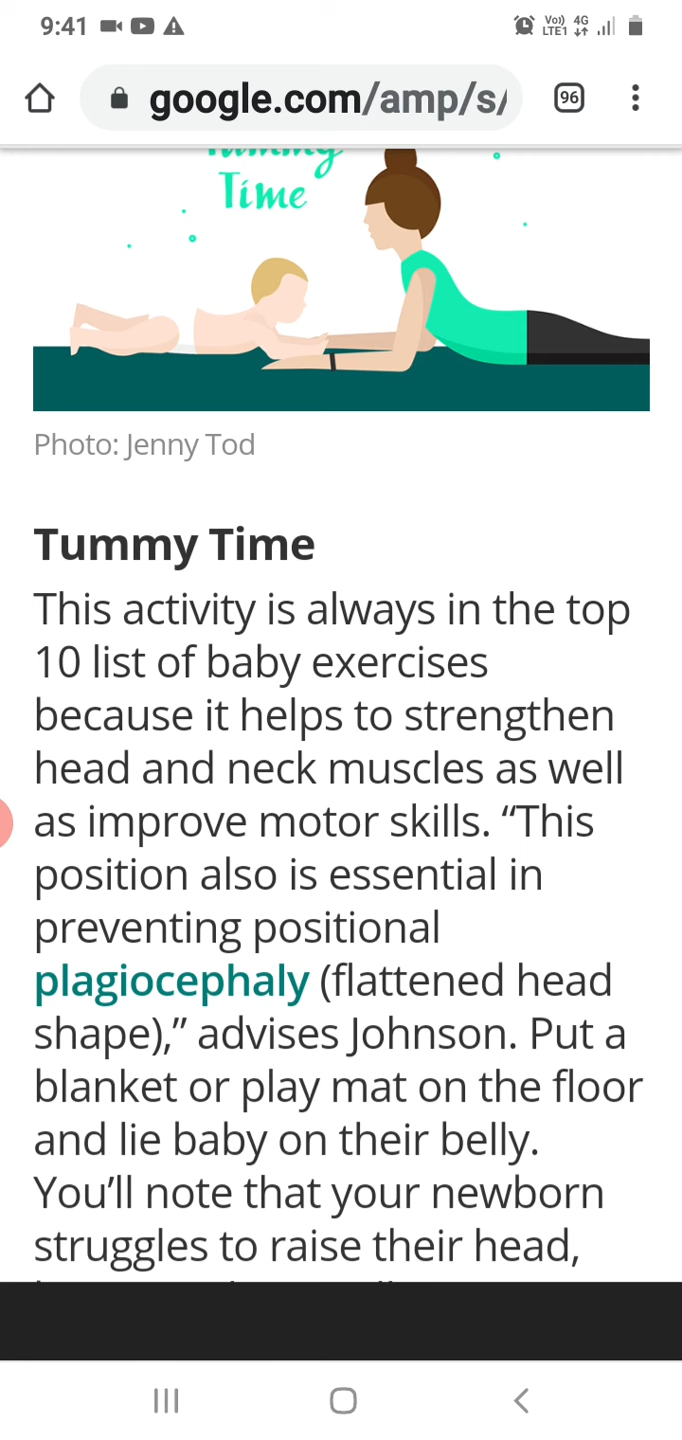 9:41
Vo)) 4G
LTE1
google.com/amp/s/
96
Tummy
Time
Photo: Jenny Tod
Tummy Time
This activity is always in the top
10 list of baby exercises
because it helps to strengthen
head and neck muscles as well
as improve motor skills. “This
position also is essential in
preventing positional
plagiocephaly (flattened head
shape),” advises Johnson. Put a
blanket or play mat on the floor
and lie baby on their belly.
You’ll note that your newborn
struggles to raise their head,